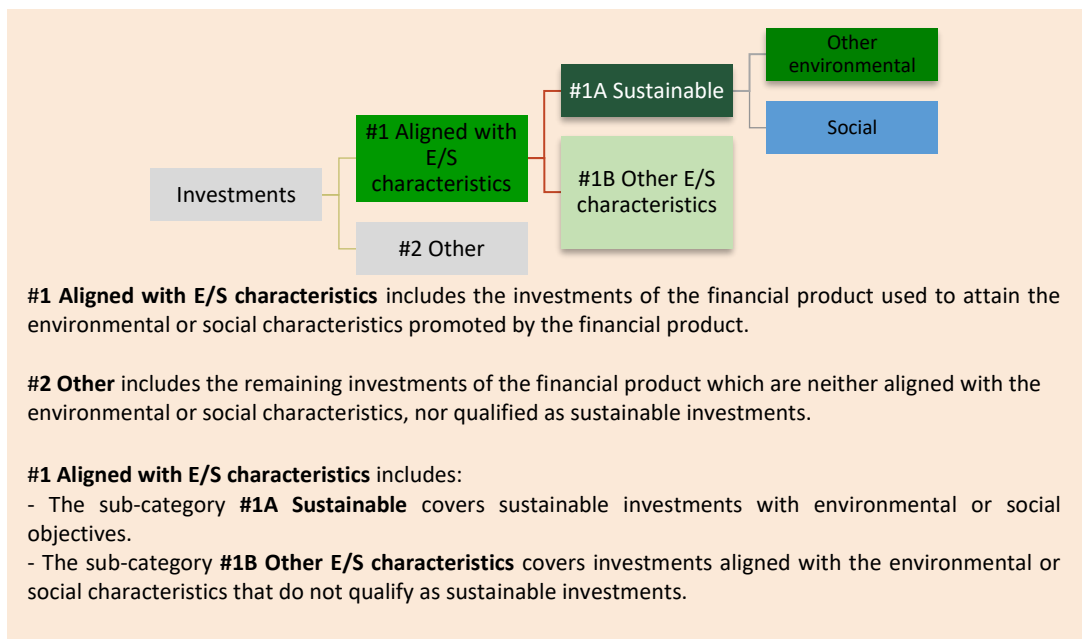 Other
environmental
#1A Sustainable
Social
#1 Aligned with
E/S
characteristics
#1B Other E/S
characteristics
Investments
#2 Other
#1 Aligned with E/S characteristics includes the investments of the financial product used to attain the
environmental or social characteristics promoted by the financial product.
#2 Other includes the remaining investments of the financial product which are neither aligned with the
environmental or social characteristics, nor qualified as sustainable investments.
#1 Aligned with E/S characteristics includes:
- The sub-category #1A Sustainable covers sustainable investments with environmental or social
objectives.
- The sub-category #1B Other E/S characteristics covers investments aligned with the environmental or
social characteristics that do not qualify as sustainable investments.